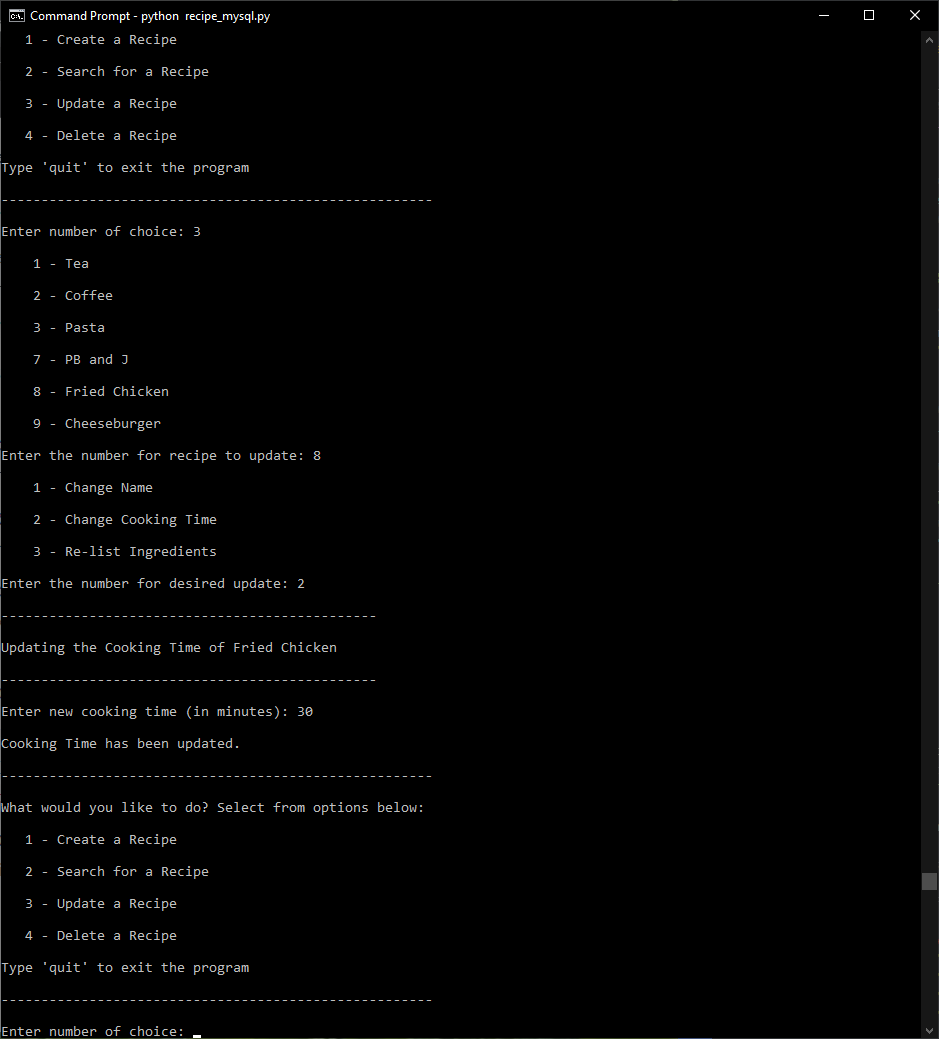 Command Prompt - python  recipe_mysql.py
   1 - Create a Recipe
   2 - Search for a Recipe
   3 - Update a Recipe
   4 - Delete a Recipe
Type 'quit' to exit the program
------------------------------------------------------
Enter number of choice: 3
    1 - Tea
    2 - Coffee
    3 - Pasta
    7 - PB and J
    8 - Fried Chicken
    9 - Cheeseburger
Enter the number for recipe to update: 8
    1 - Change Name
    2 - Change Cooking Time
    3 - Re-list Ingredients
Enter the number for desired update: 2
-----------------------------------------------
Updating the Cooking Time of Fried Chicken
-----------------------------------------------
Enter new cooking time (in minutes): 30
Cooking Time has been updated.
------------------------------------------------------
What would you like to do? Select from options below:
   1 - Create a Recipe
   2 - Search for a Recipe
   3 - Update a Recipe
   4 - Delete a Recipe
Type 'quit' to exit the program
------------------------------------------------------
Enter number of choice: